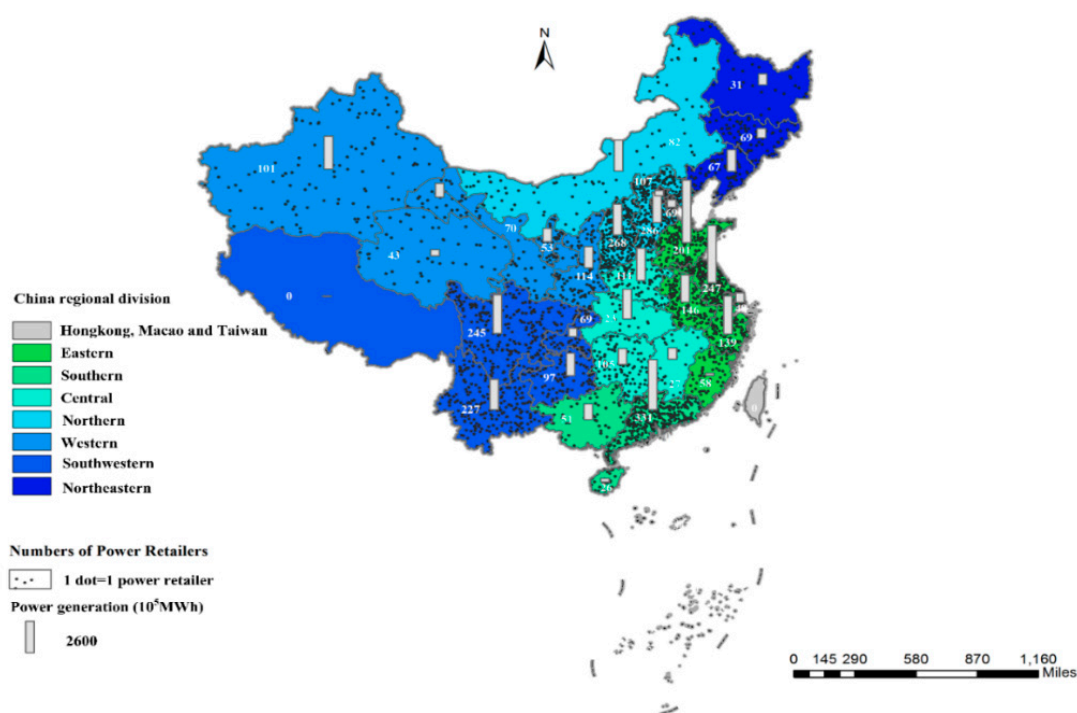 N
31
69
67
82
101
107
69
286
70
53
268
201
43
114
111
247
0
146
245
69
139
97
58
227
51
331
0
26
China regional division
Hongkong, Macao and Taiwan
Eastern
Southern
Central
Northern
Western
Southwestern
Northeastern
Numbers of Power Retailers
1 dot=1 power retailer
Power generation (10⁵MWh)
2600
0 145 290 580 870 1,160
Miles